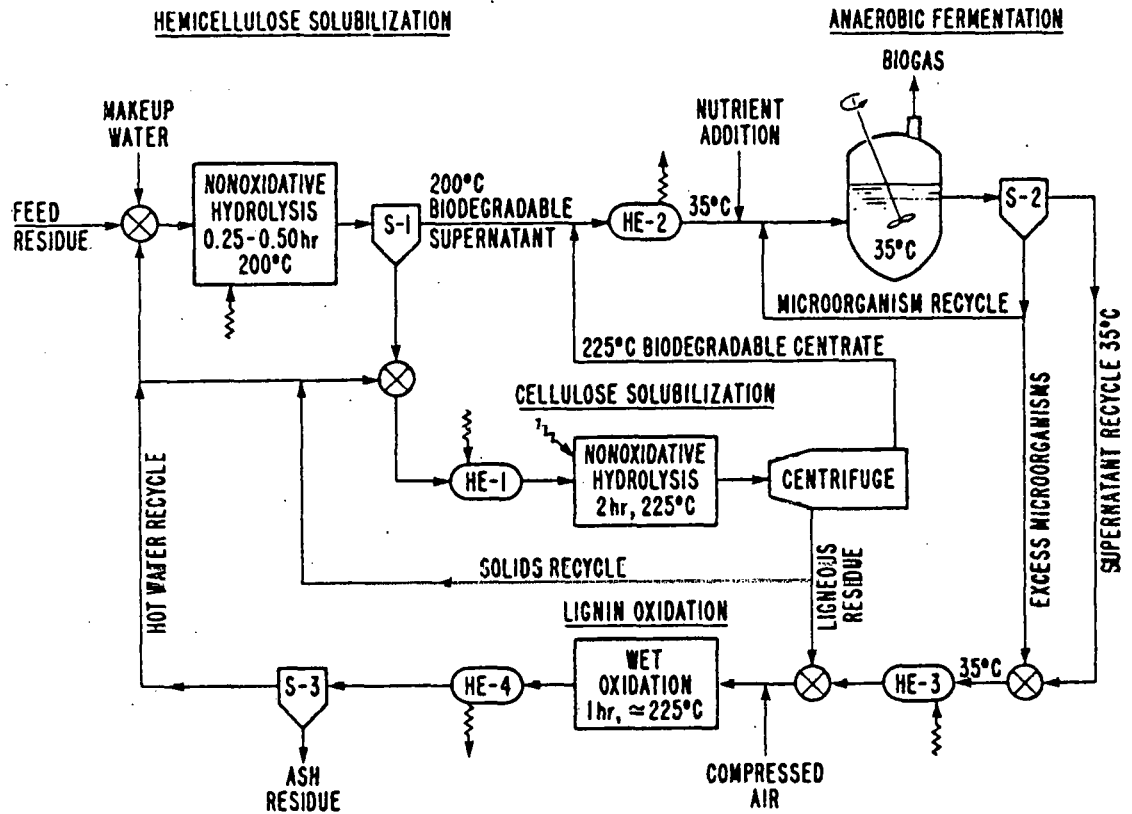 HEMICELLULOSE SOLUBILIZATION
ANAEROBIC FERMENTATION
BIOGAS
MAKEUP
WATER
NUTRIENT
ADDITION
FEED
RESIDUE
NONOXIDATIVE
HYDROLYSIS
0.25-0.50hr
200°C
S-1
200°C
BIODEGRADABLE
SUPERNATANT
HE-2
35°C
35°C
S-2
MICROORGANISM RECYCLE
225°C BIODEGRADABLE CENTRATE
CELLULOSE SOLUBILIZATION
HE-1
NONOXIDATIVE
HYDROLYSIS
2hr, 225°C
CENTRIFUGE
EXCESS MICROORGANISMS
SUPERNATANT RECYCLE 35°C
HOT WATER RECYCLE
SOLIDS RECYCLE
LIGNEOUS
RESIDUE
LIGNIN OXIDATION
S-3
HE-4
WET
OXIDATION
1hr, ≃225°C
HE-3
35°C
ASH
RESIDUE
COMPRESSED
AIR